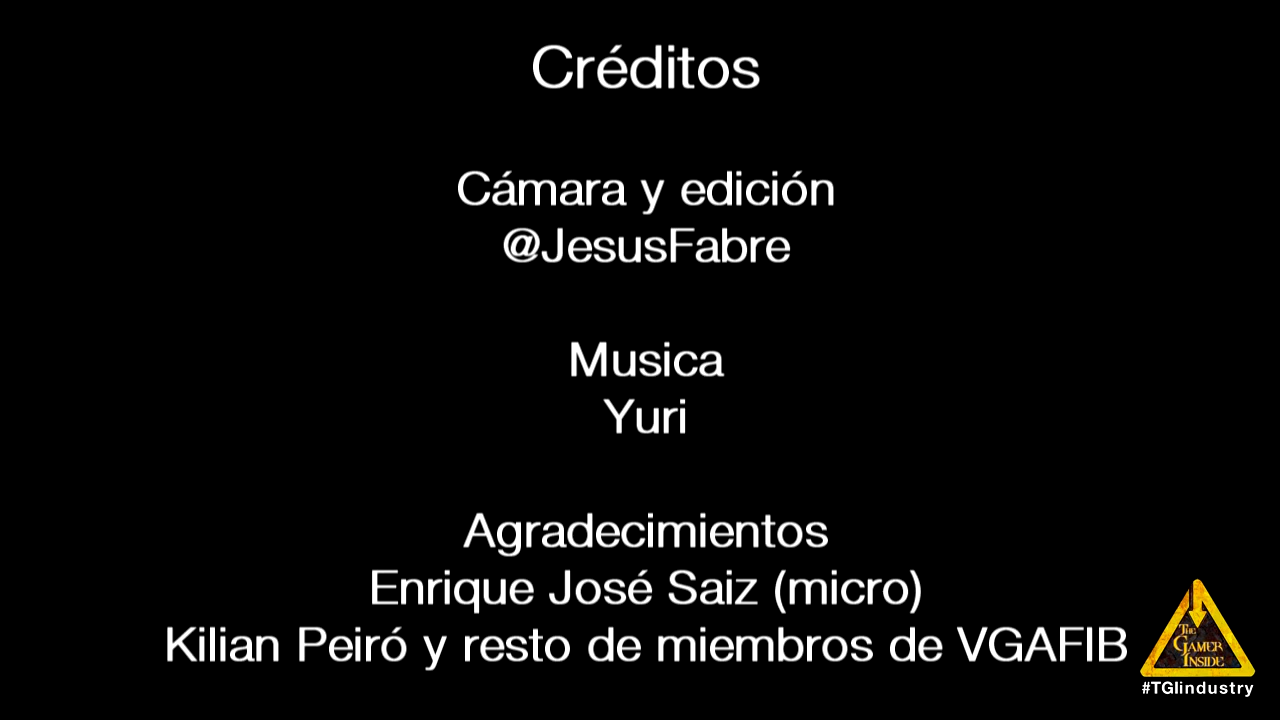 Créditos
Cámara y edición
@JesusFabre
Musica
Yuri
Agradecimientos
Enrique José Saiz (micro)
Kilian Peiró y resto de miembros de VGAFIB
THE
GAMER
INSIDE
#TGIindustry